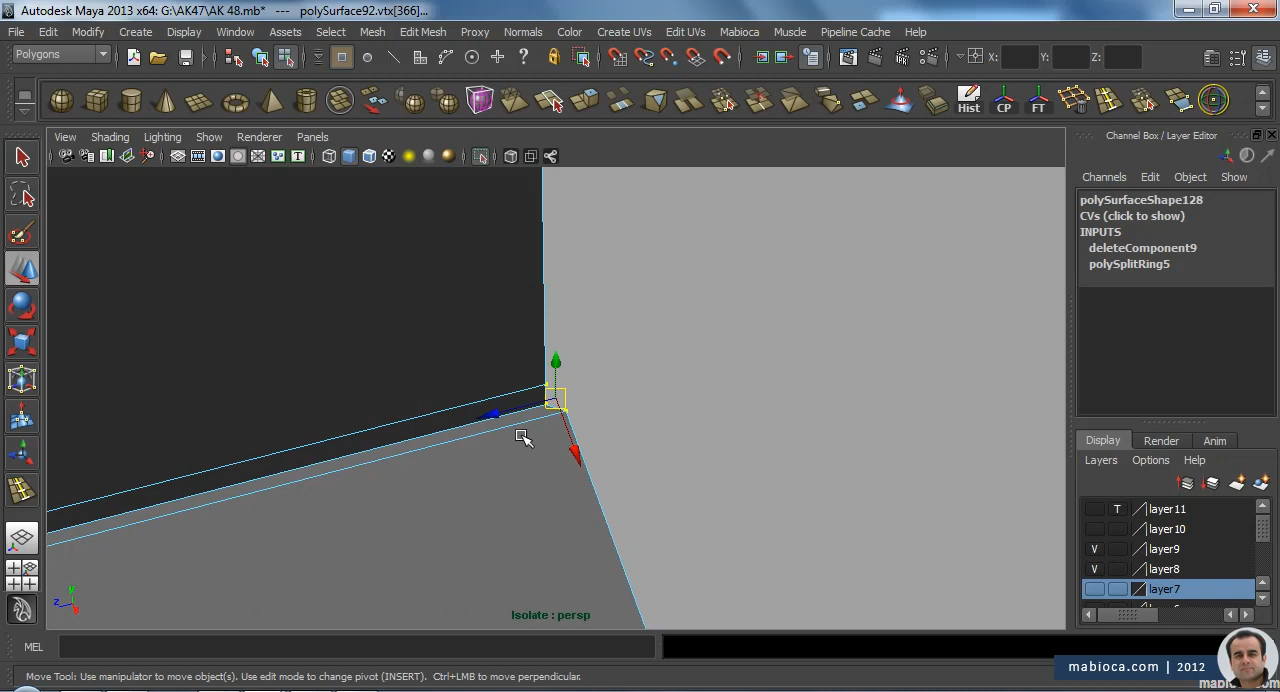 Autodesk Maya 2013 x64: G:\AK47\AK 48.mb* --- polySurface92.vtx[366]...
File Edit Modify Create Display Window Assets Select Mesh Edit Mesh Proxy Normals Color Create UVs Edit UVs Mabioca Muscle Pipeline Cache Help
Polygons X: Y: Z:
Hist CP FT
View Shading Lighting Show Renderer Panels
Channel Box / Layer Editor
Channels Edit Object Show
polySurfaceShape128
CVs (click to show)
INPUTS
deleteComponent9
polySplitRing5
Display Render Anim
Layers Options Help
T layer11
layer10
V layer9
V layer8
layer7
y
z x
Isolate : persp
MEL
mabioca.com | 2012
Move Tool: Use manipulator to move object(s). Use edit mode to change pivot (INSERT). Ctrl+LMB to move perpendicular.